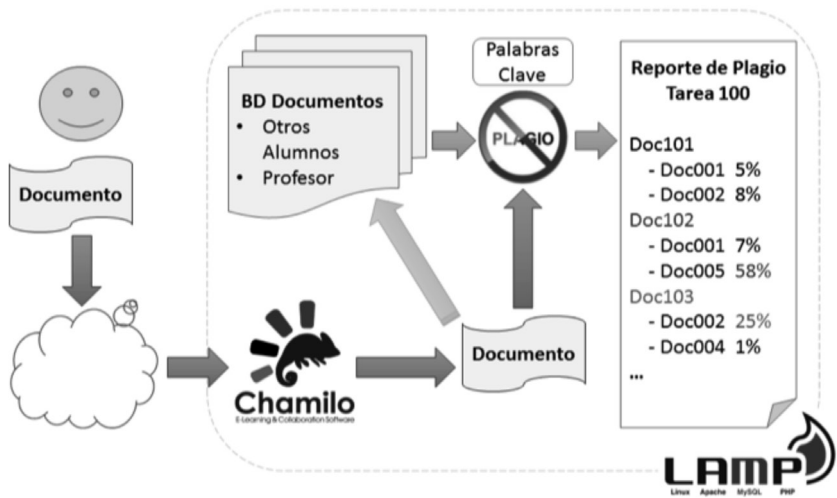 Documento
BD Documentos
• Otros
Alumnos
• Profesor
Palabras
Clave
PLAGIO
Reporte de Plagio
Tarea 100
Doc101
- Doc001 5%
- Doc002 8%
Doc102
- Doc001 7%
- Doc005 58%
Doc103
- Doc002 25%
- Doc004 1%
...
Chamilo
E-Learning & Collaboration Software
Documento
LAMP
Linux Apache MySQL PHP